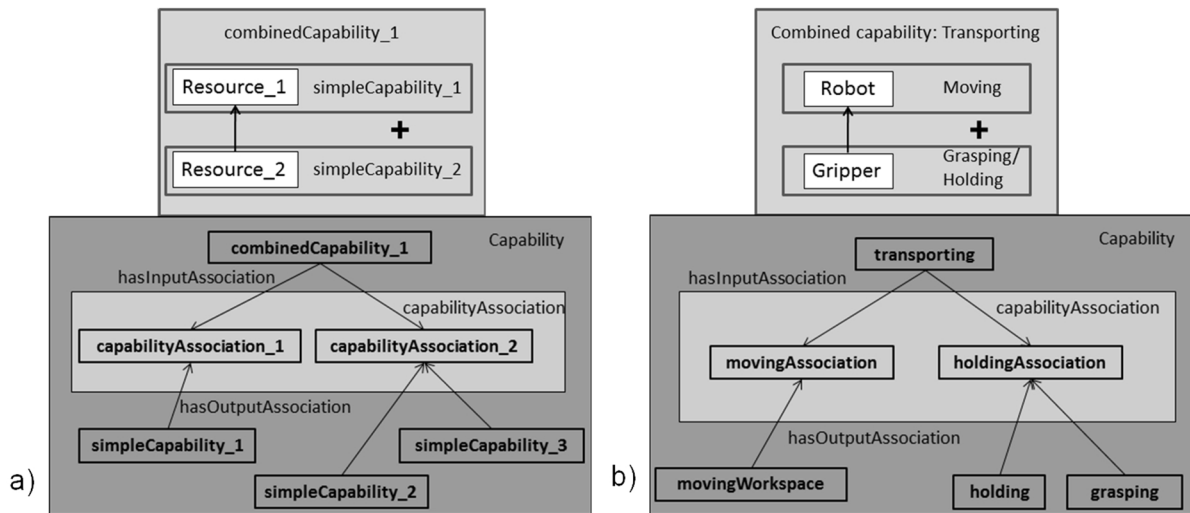 combinedCapability_1
Resource_1 simpleCapability_1
+
Resource_2 simpleCapability_2
Capability
combinedCapability_1
hasInputAssociation
capabilityAssociation
capabilityAssociation_1 capabilityAssociation_2
hasOutputAssociation
simpleCapability_1 simpleCapability_3
simpleCapability_2
a)
Combined capability: Transporting
Robot Moving
+
Gripper Grasping/
Holding
Capability
transporting
hasInputAssociation
capabilityAssociation
movingAssociation holdingAssociation
hasOutputAssociation
movingWorkspace holding grasping
b)